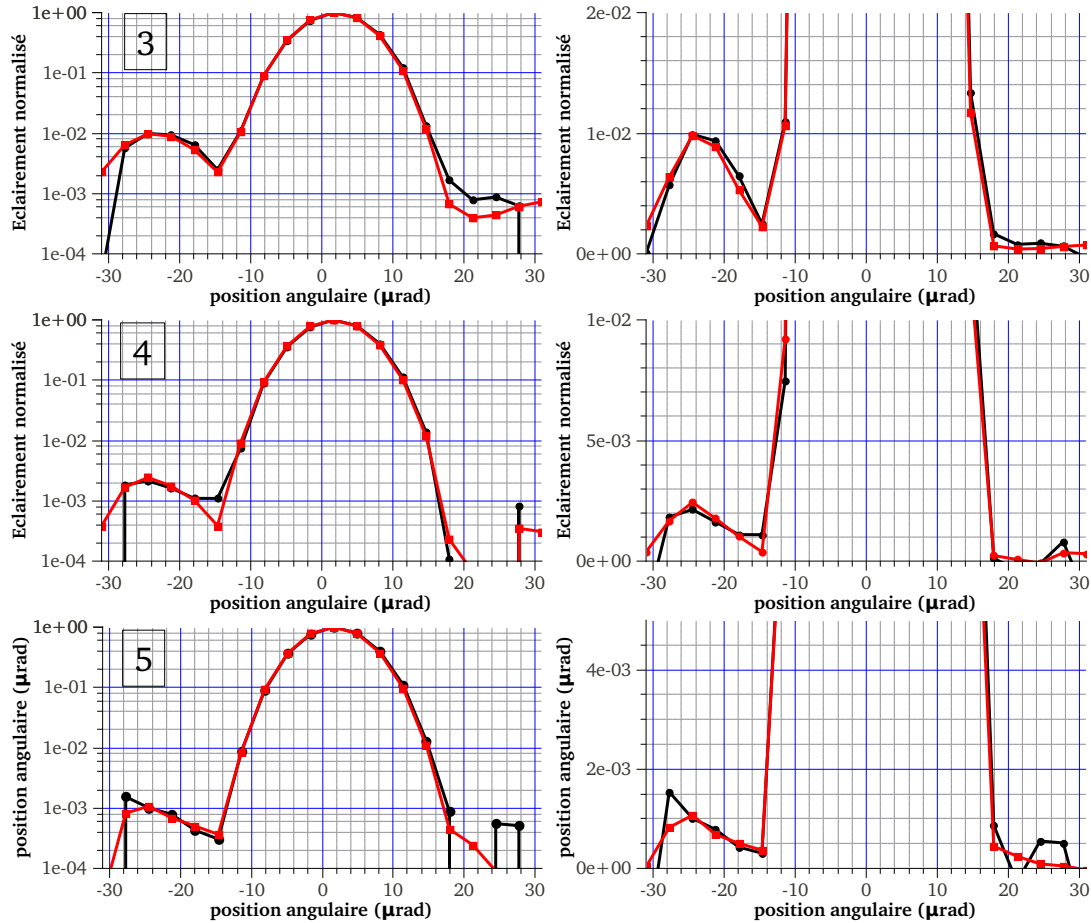 3
1e+00
1e-01
1e-02
1e-03
1e-04
Eclairement normalisé
-30 -20 -10 0 10 20 30
position angulaire (μrad)
2e-02
1e-02
0e+00
Eclairement normalisé
-30 -20 -10 0 10 20 30
position angulaire (μrad)
4
1e+00
1e-01
1e-02
1e-03
1e-04
Eclairement normalisé
-30 -20 -10 0 10 20 30
position angulaire (μrad)
1e-02
5e-03
0e+00
Eclairement normalisé
-30 -20 -10 0 10 20 30
position angulaire (μrad)
5
1e+00
1e-01
1e-02
1e-03
1e-04
position angulaire (μrad)
-30 -20 -10 0 10 20 30
position angulaire (μrad)
4e-03
2e-03
0e+00
position angulaire (μrad)
-30 -20 -10 0 10 20 30
position angulaire (μrad)